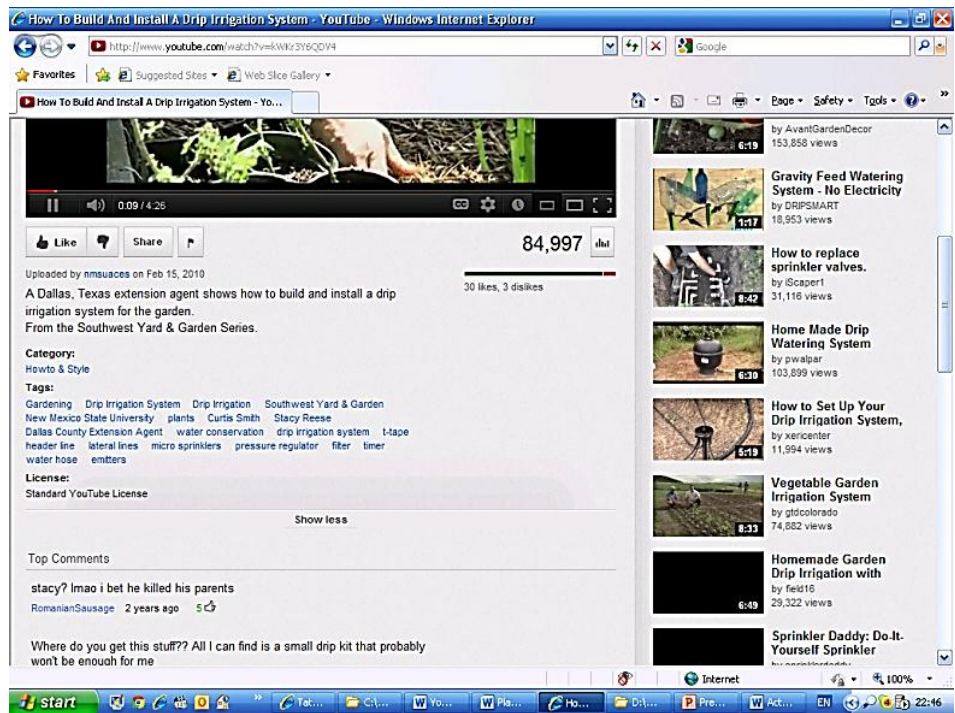 How To Build And Install A Drip Irrigation System - YouTube - Windows Internet Explorer
http://www.youtube.com/watch?v=kWKr3Y6QDV4
Google
Favorites
Suggested Sites
Web Slice Gallery
How To Build And Install A Drip Irrigation System - Yo...
Page
Safety
Tools
0:09 / 4:26
CC
Like
Share
84,997
Uploaded by nmsuaces on Feb 15, 2010
30 likes, 3 dislikes
A Dallas, Texas extension agent shows how to build and install a drip
irrigation system for the garden.
From the Southwest Yard & Garden Series.
Category:
Howto & Style
Tags:
Gardening Drip Irrigation System Drip Irrigation Southwest Yard & Garden
New Mexico State University plants Curtis Smith Stacy Reese
Dallas County Extension Agent water conservation drip irrigation system t-tape
header line lateral lines micro sprinklers pressure regulator filter timer
water hose emitters
License:
Standard YouTube License
Show less
Top Comments
stacy? lmao i bet he killed his parents
RomanianSausage 2 years ago 5
Where do you get this stuff?? All I can find is a small drip kit that probably
won't be enough for me
6:19
by AvantGardenDecor
153,858 views
1:17
Gravity Feed Watering
System - No Electricity
by DRIPSMART
18,953 views
8:42
How to replace
sprinkler valves.
by iScaper1
31,116 views
6:30
Home Made Drip
Watering System
by pwalpar
103,899 views
5:19
How to Set Up Your
Drip Irrigation System,
by xericenter
11,994 views
8:33
Vegetable Garden
Irrigation System
by gtdcolorado
74,882 views
6:49
Homemade Garden
Drip Irrigation with
by field16
29,322 views
Sprinkler Daddy: Do-It-
Yourself Sprinkler
by sprinklerdaddy
Internet
100%
start
Tat...
C:\...
Yo...
Pla...
Ho...
D:\...
Pre...
Act...
EN
22:46